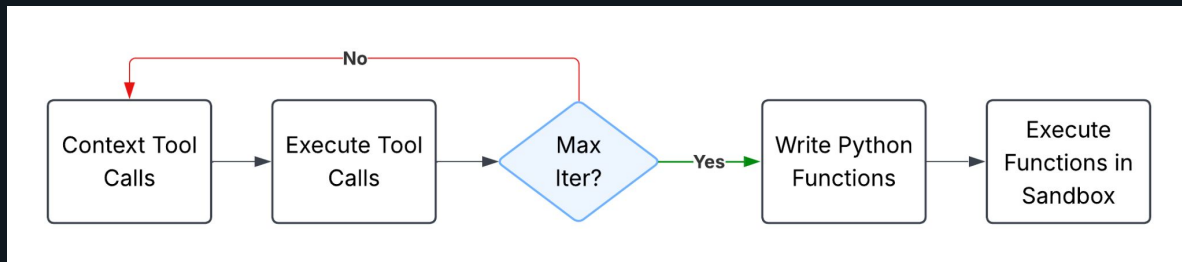 No
Context Tool
Calls
Execute Tool
Calls
Max
Iter?
Yes
Write Python
Functions
Execute
Functions in
Sandbox